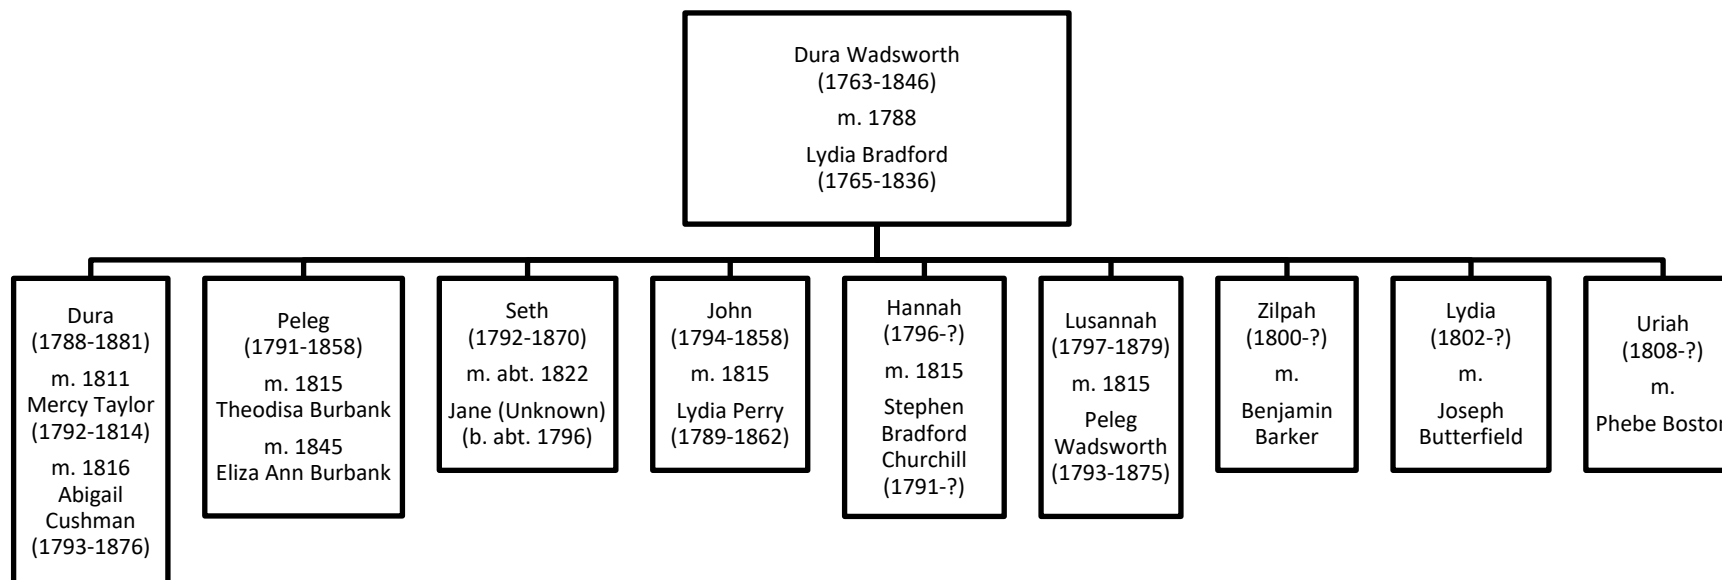 Dura Wadsworth
(1763-1846)
m. 1788
Lydia Bradford
(1765-1836)
Dura
(1788-1881)
m. 1811
Mercy Taylor
(1792-1814)
m. 1816
Abigail
Cushman
(1793-1876)
Peleg
(1791-1858)
m. 1815
Theodisa Burbank
m. 1845
Eliza Ann Burbank
Seth
(1792-1870)
m. abt. 1822
Jane (Unknown)
(b. abt. 1796)
John
(1794-1858)
m. 1815
Lydia Perry
(1789-1862)
Hannah
(1796-?)
m. 1815
Stephen
Bradford
Churchill
(1791-?)
Lusannah
(1797-1879)
m. 1815
Peleg
Wadsworth
(1793-1875)
Zilpah
(1800-?)
m.
Benjamin
Barker
Lydia
(1802-?)
m.
Joseph
Butterfield
Uriah
(1808-?)
m.
Phebe Boston